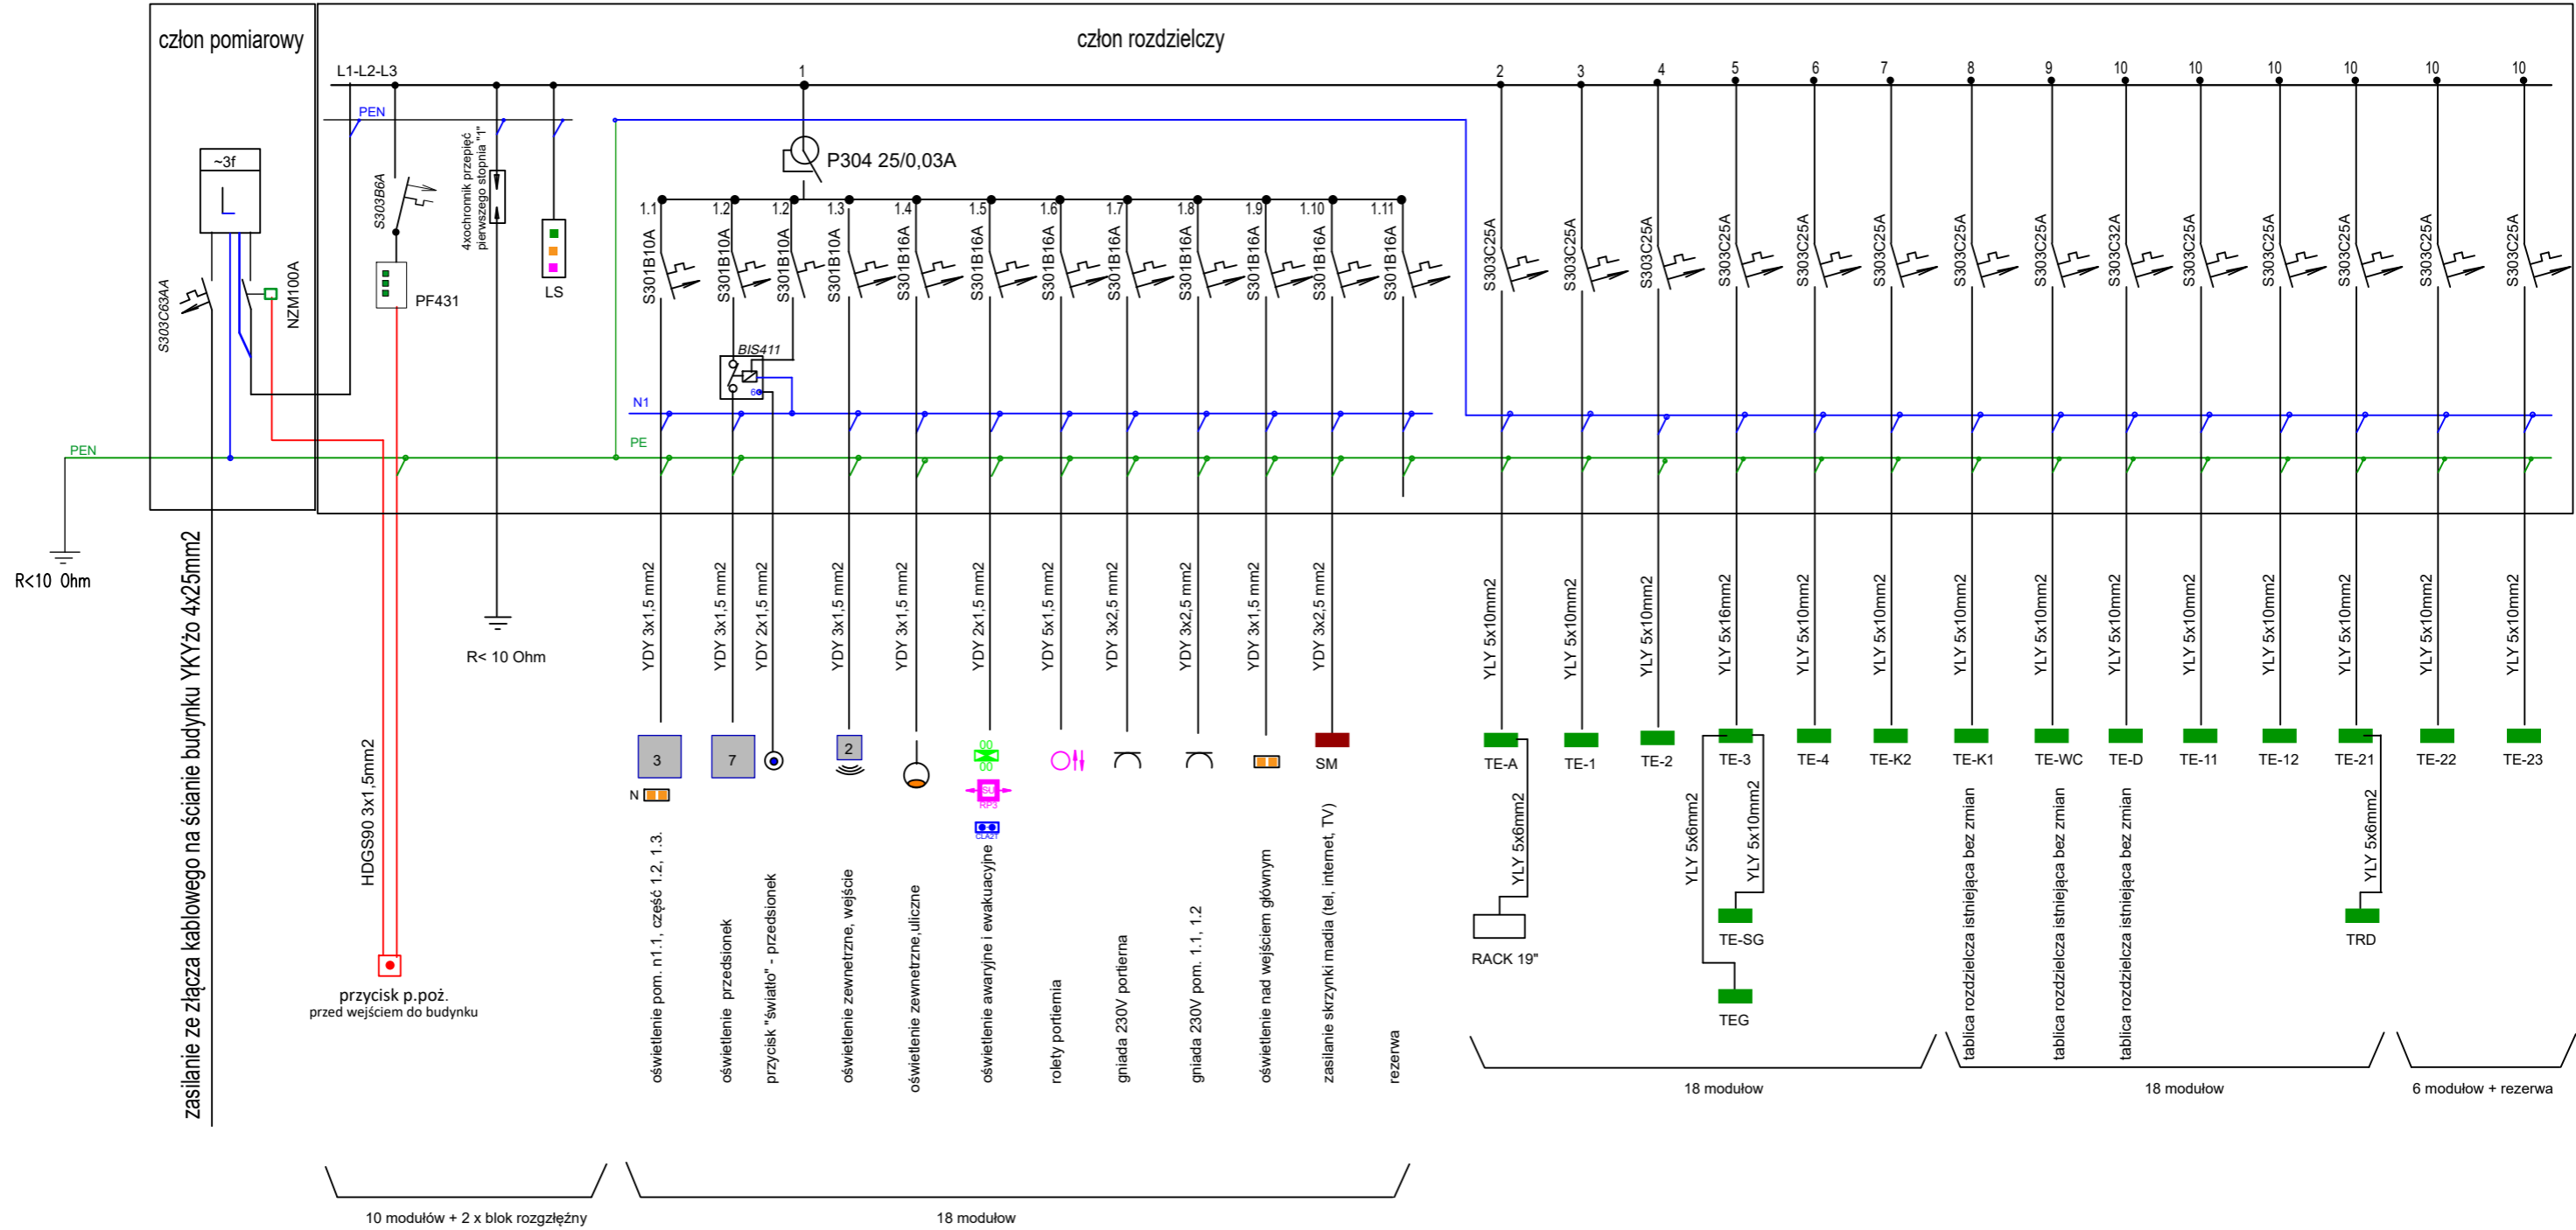 człon pomiarowy
człon rozdzielczy
L1-L2-L3
PEN
1
2
3
4
5
6
7
8
9
10
10
10
10
10
10
~3f
L
S303C63AA
NZM100A
S303B6A
PF431
4xochronnik przepięć
pierwszego stopnia "1"
LS
P304 25/0,03A
1.1
1.2
1.2
1.3
1.4
1.5
1.6
1.7
1.8
1.9
1.10
1.11
S301B10A
S301B10A
S301B10A
S301B10A
S301B16A
S301B16A
S301B16A
S301B16A
S301B16A
S301B16A
S301B16A
S301B16A
S303C25A
S303C25A
S303C25A
S303C25A
S303C25A
S303C25A
S303C25A
S303C25A
S303C32A
S303C25A
S303C25A
S303C25A
S303C25A
S303C25A
BIS411
6
N1
PE
PEN
R<10 Ohm
R< 10 Ohm
zasilanie ze złącza kablowego na ścianie budynku YKYżo 4x25mm2
HDGS90 3x1,5mm2
przycisk p.poż.
przed wejściem do budynku
YDY 3x1,5 mm2
YDY 3x1,5 mm2
YDY 2x1,5 mm2
YDY 3x1,5 mm2
YDY 3x1,5 mm2
YDY 2x1,5 mm2
YDY 5x1,5 mm2
YDY 3x2,5 mm2
YDY 3x2,5 mm2
YDY 3x1,5 mm2
YDY 3x2,5 mm2
YLY 5x10mm2
YLY 5x10mm2
YLY 5x10mm2
YLY 5x16mm2
YLY 5x10mm2
YLY 5x10mm2
YLY 5x10mm2
YLY 5x10mm2
YLY 5x10mm2
YLY 5x10mm2
YLY 5x10mm2
YLY 5x10mm2
YLY 5x10mm2
YLY 5x10mm2
3
N
7
2
00
00
SU
RP3
CLA2T
SM
TE-A
TE-1
TE-2
TE-3
TE-4
TE-K2
TE-K1
TE-WC
TE-D
TE-11
TE-12
TE-21
TE-22
TE-23
YLY 5x6mm2
RACK 19"
YLY 5x6mm2
YLY 5x10mm2
TE-SG
TEG
YLY 5x6mm2
TRD
oświetlenie pom. n1.1, część 1.2, 1.3.
oświetlenie przedsionek
przycisk "światło" - przedsionek
oświetlenie zewnetrzne, wejście
oświetlenie zewnetrzne,uliczne
oświetlenie awaryjne i ewakuacyjne
rolety portiernia
gniada 230V portierna
gniada 230V pom. 1.1, 1.2
oświetlenie nad wejściem głównym
zasilanie skrzynki madia (tel, internet, TV)
rezerwa
tablica rozdzielcza istniejąca bez zmian
tablica rozdzielcza istniejąca bez zmian
tablica rozdzielcza istniejąca bez zmian
18 modułow
18 modułow
6 modułow + rezerwa
10 modułów + 2 x blok rozgzłężny
18 modułow